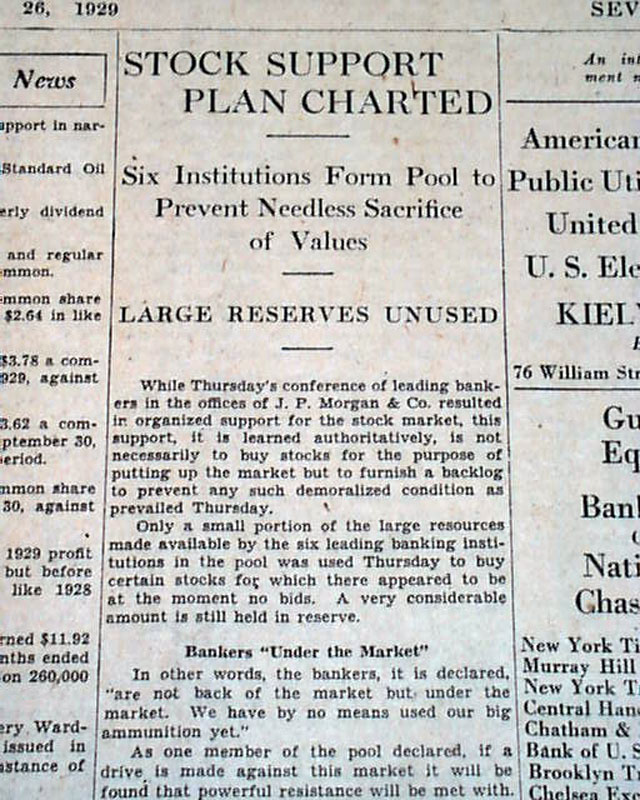 26, 1929
SEV
News
apport in nar-
Standard Oil
erly dividend
and regular
mmon.
mmon share
$2.64 in like
$3.78 a com-
929, against
3.62 a com-
ptember 30,
eriod.
mmon share
30, against
1929 profit
but before
like 1928
rned $11.92
nths ended
on 260,000
ery Ward-
issued in
stance of
STOCK SUPPORT
PLAN CHARTED
Six Institutions Form Pool to
Prevent Needless Sacrifice
of Values
LARGE RESERVES UNUSED
While Thursday's conference of leading bank-
ers in the offices of J. P. Morgan & Co. resulted
in organized support for the stock market, this
support, it is learned authoritatively, is not
necessarily to buy stocks for the purpose of
putting up the market but to furnish a backlog
to prevent any such demoralized condition as
prevailed Thursday.
Only a small portion of the large resources
made available by the six leading banking insti-
tutions in the pool was used Thursday to buy
certain stocks for which there appeared to be
at the moment no bids. A very considerable
amount is still held in reserve.
Bankers "Under the Market"
In other words, the bankers, it is declared,
"are not back of the market but under the
market. We have by no means used our big
ammunition yet."
As one member of the pool declared, if a
drive is made against this market it will be
found that powerful resistance will be met with.
An int
ment n
American
Public Uti
United
U. S. Ele
KIELY
76 William Str
Gu
Eq
Bank
Nati
Chas
New York Ti
Murray Hill
New York T
Central Hano
Chatham &
Bank of U. S
Brooklyn Tr
Chelsea Exc